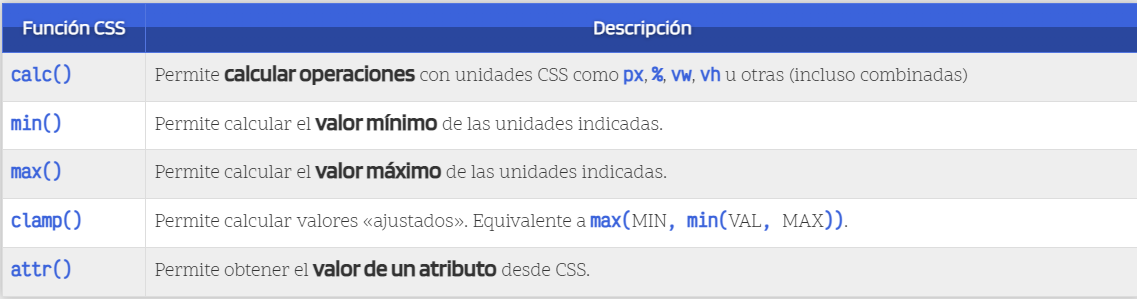 Función CSS Descripción
calc() Permite calcular operaciones con unidades CSS como px, %, vw, vh u otras (incluso combinadas)
min() Permite calcular el valor mínimo de las unidades indicadas.
max() Permite calcular el valor máximo de las unidades indicadas.
clamp() Permite calcular valores «ajustados». Equivalente a max(MIN, min(VAL, MAX)).
attr() Permite obtener el valor de un atributo desde CSS.